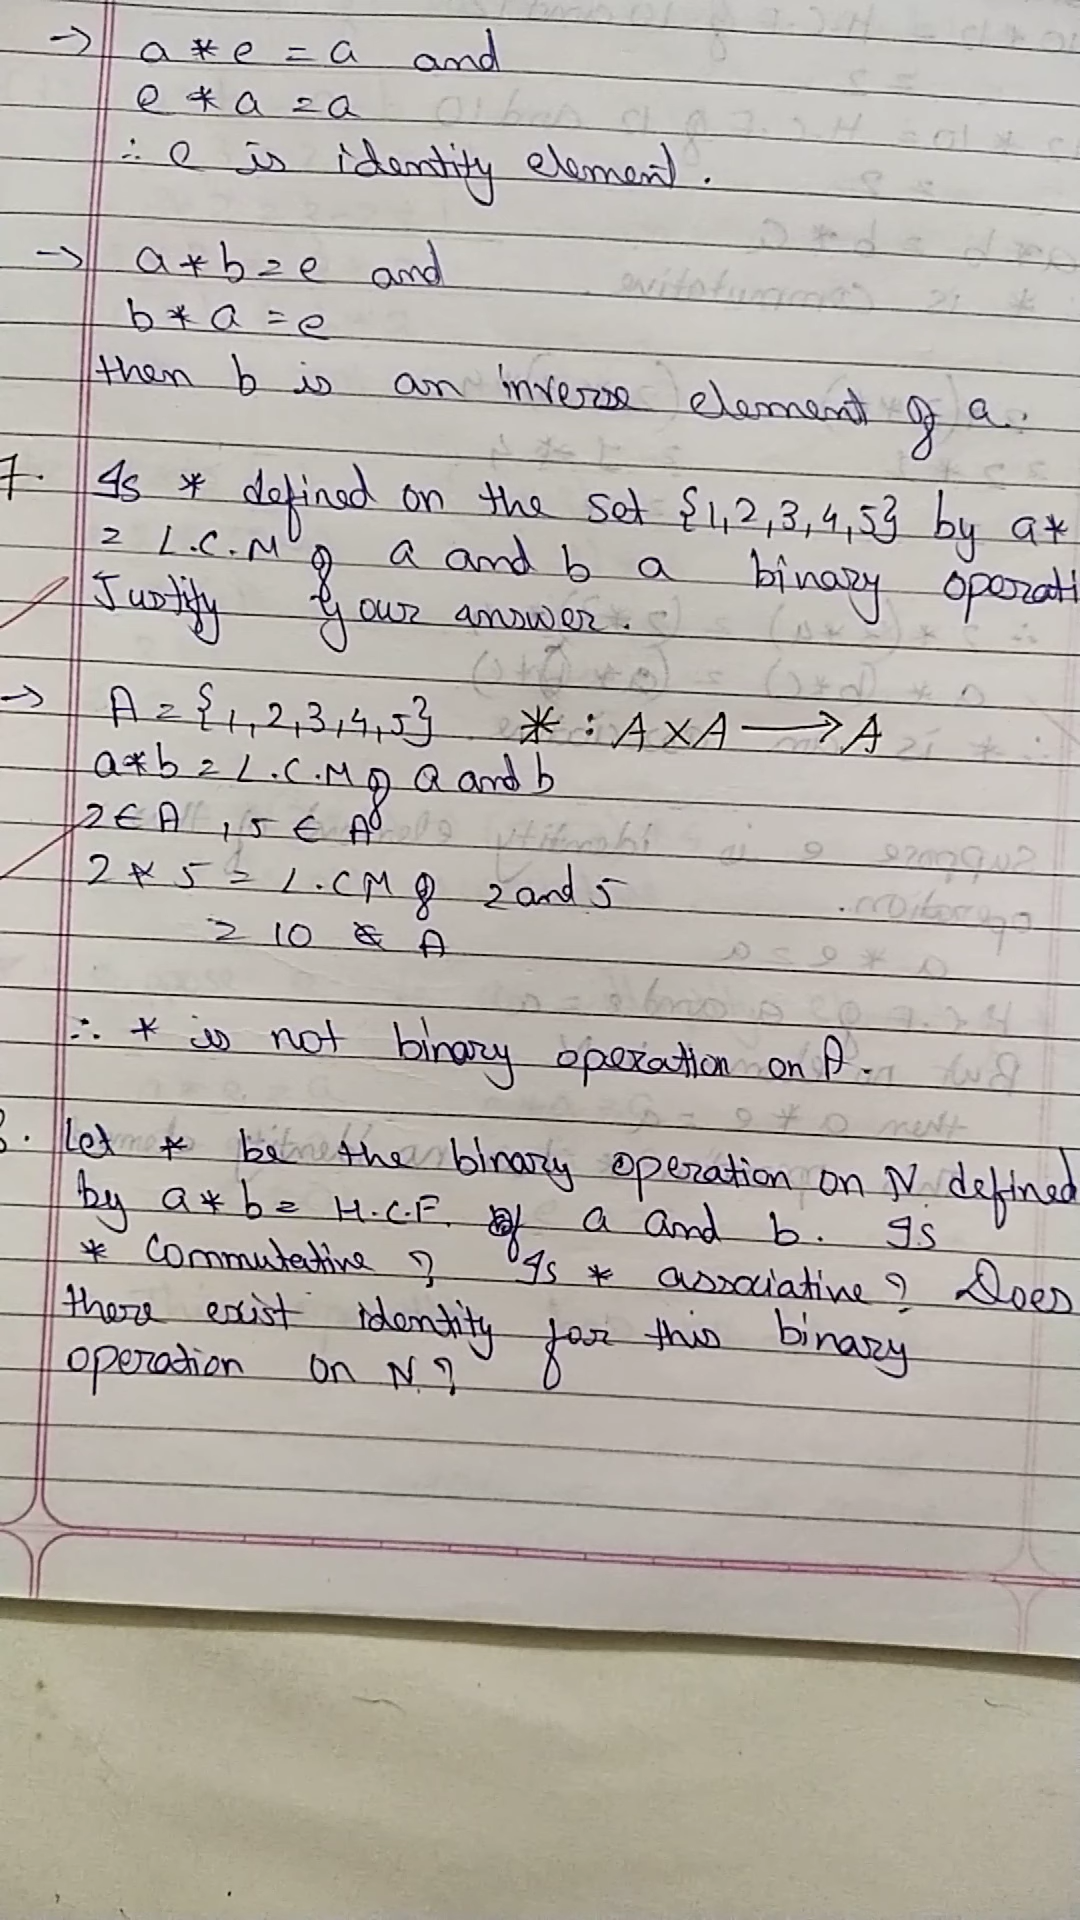 → a * e = a and
e * a = a
∴ e is identity element.
→ a * b = e and
b * a = e
then b is an inverse element of a.
7. Is * defined on the set {1,2,3,4,5} by a*
= L.C.M of a and b a binary operati
Justify your answer.
→ A = {1,2,3,4,5} * : A X A → A
a*b = L.C.M of a and b
2 ∈ A , 5 ∈ A
2 * 5 = L.CM of 2 and 5
= 10 ∉ A
∴ * is not binary operation on A.
8. Let * be the binary operation on N defined
by a * b = H.C.F. of a and b. Is
* commutative? Is * associative? Does
there exist identity for this binary
operation on N?